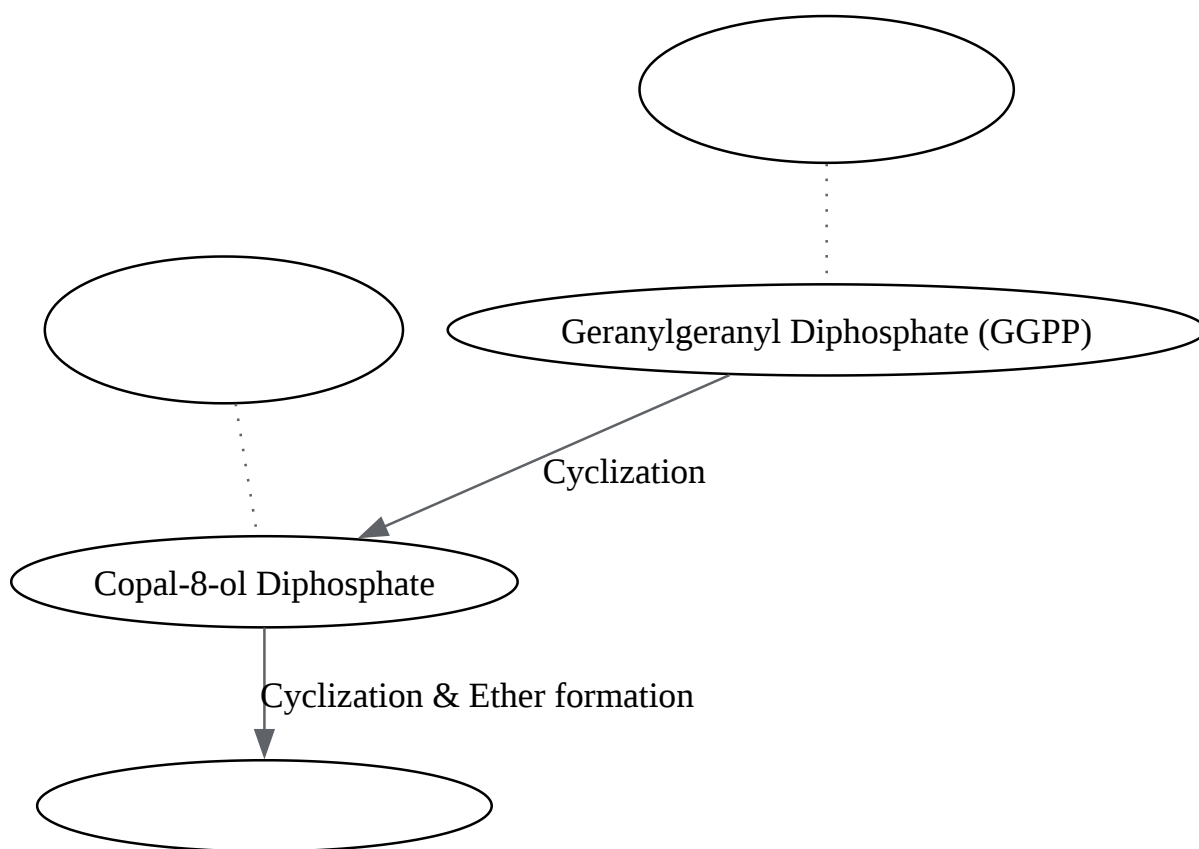 Geranylgeranyl Diphosphate (GGPP)
Cyclization
Copal-8-ol Diphosphate
Cyclization & Ether formation